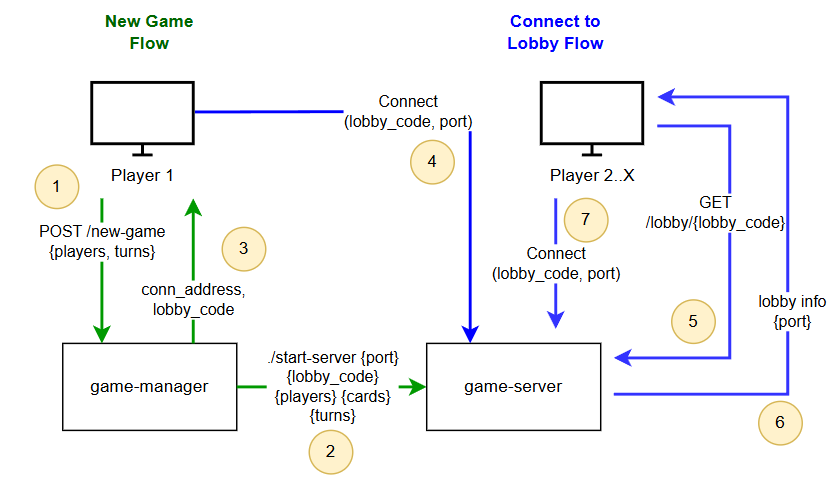 New Game
Flow
Connect to
Lobby Flow
Connect
(lobby_code, port)
4
Player 1
Player 2..X
1
POST /new-game
{players, turns}
3
conn_address,
lobby_code
7
Connect
(lobby_code, port)
GET
/lobby/{lobby_code}
5
lobby info
{port}
game-manager
./start-server {port}
{lobby_code}
{players} {cards}
{turns}
2
game-server
6